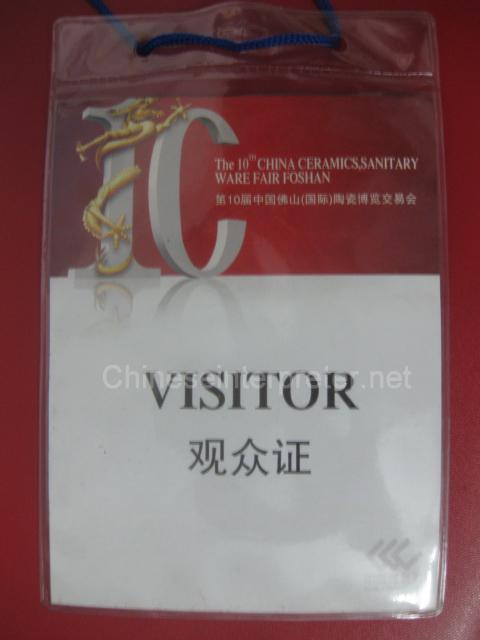 1C
The 10TH CHINA CERAMICS,SANITARY
WARE FAIR FOSHAN
第10届中国佛山(国际)陶瓷博览交易会
Chineseinterpreter.net
VISITOR
观众证